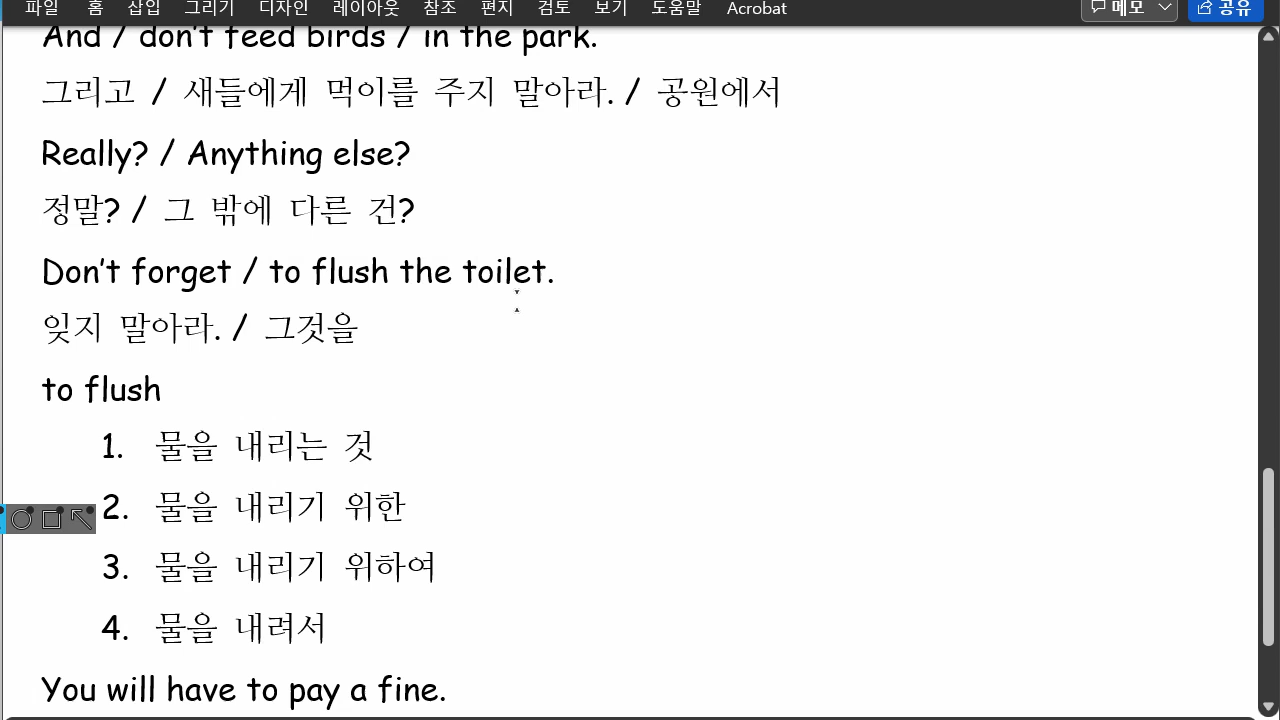 파일 홈 삽입 그리기 디자인 레이아웃 참조 편지 검토 보기 도움말 Acrobat 메모 공유
And / don't feed birds / in the park.
그리고 / 새들에게 먹이를 주지 말아라. / 공원에서
Really? / Anything else?
정말? / 그 밖에 다른 건?
Don't forget / to flush the toilet.
잊지 말아라. / 그것을
to flush
1. 물을 내리는 것
2. 물을 내리기 위한
3. 물을 내리기 위하여
4. 물을 내려서
You will have to pay a fine.